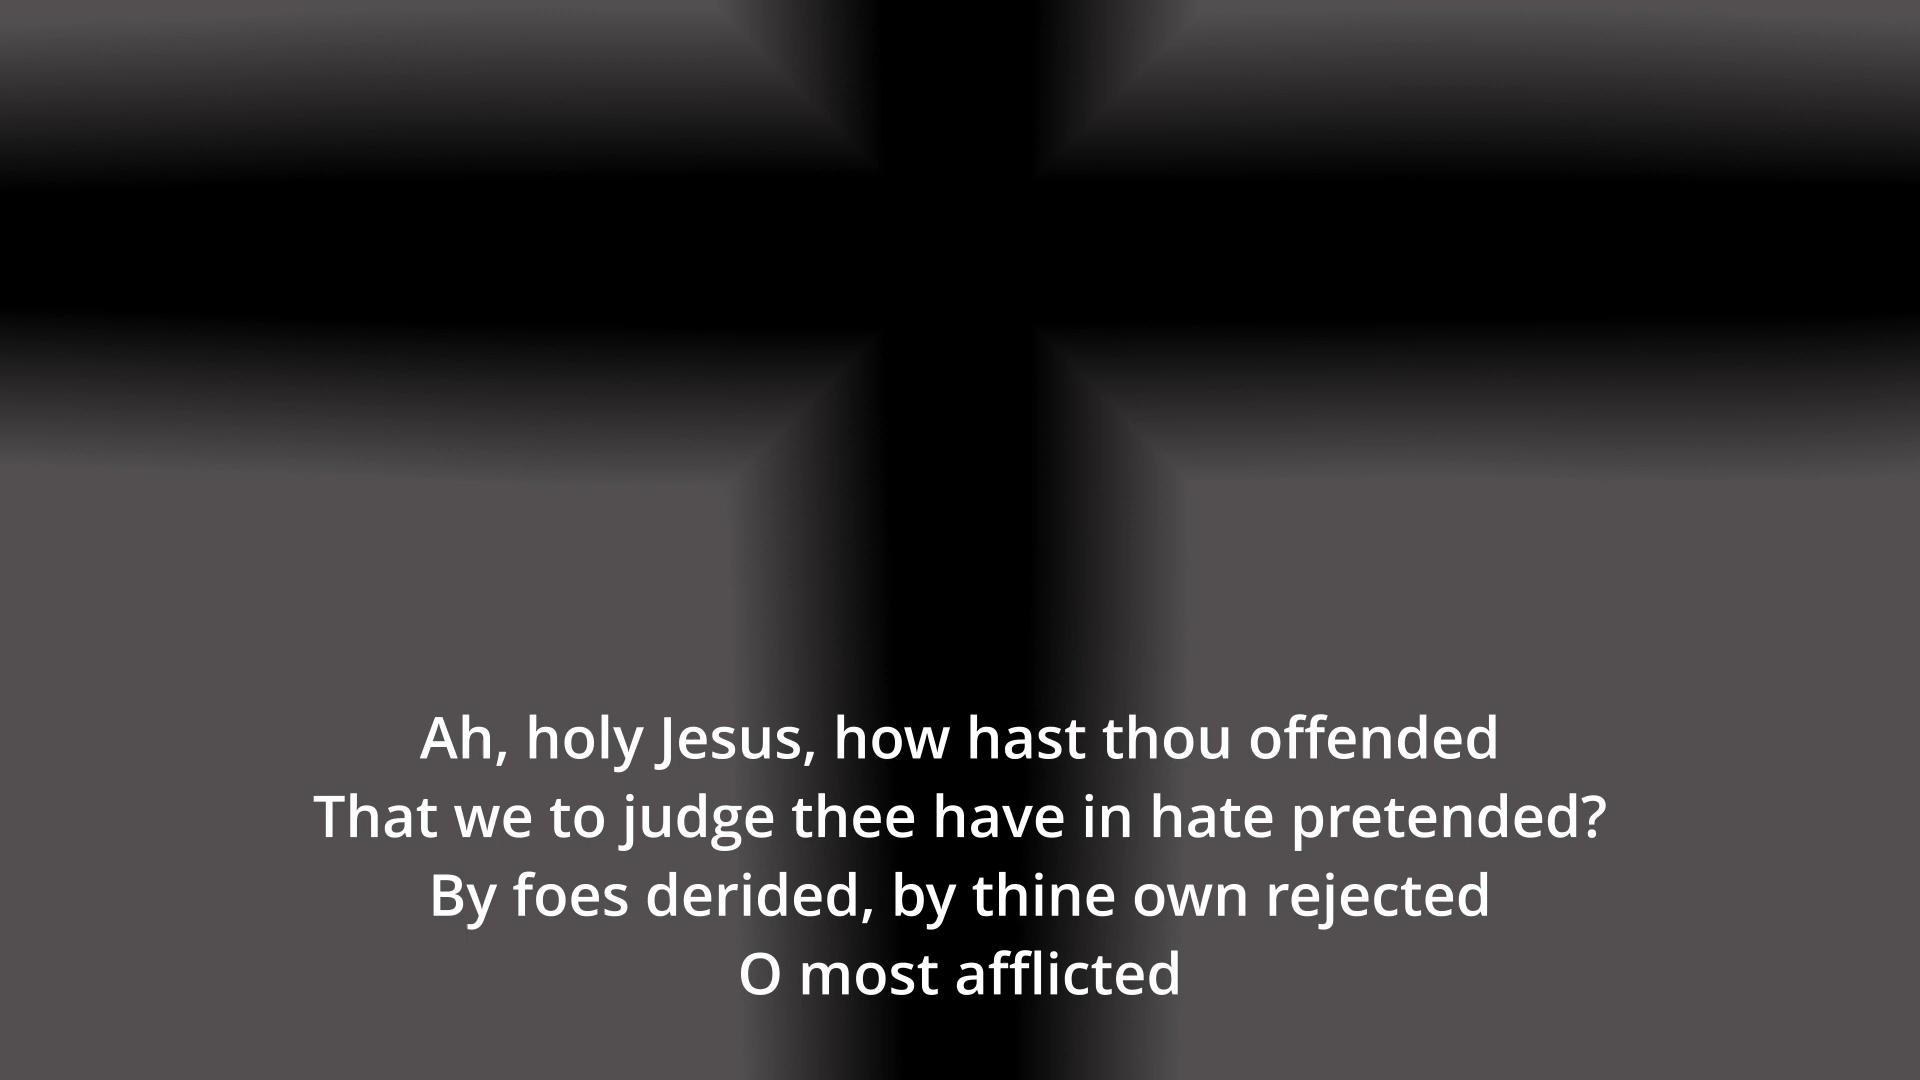 Ah, holy Jesus, how hast thou offended
That we to judge thee have in hate pretended?
By foes derided, by thine own rejected
O most afflicted